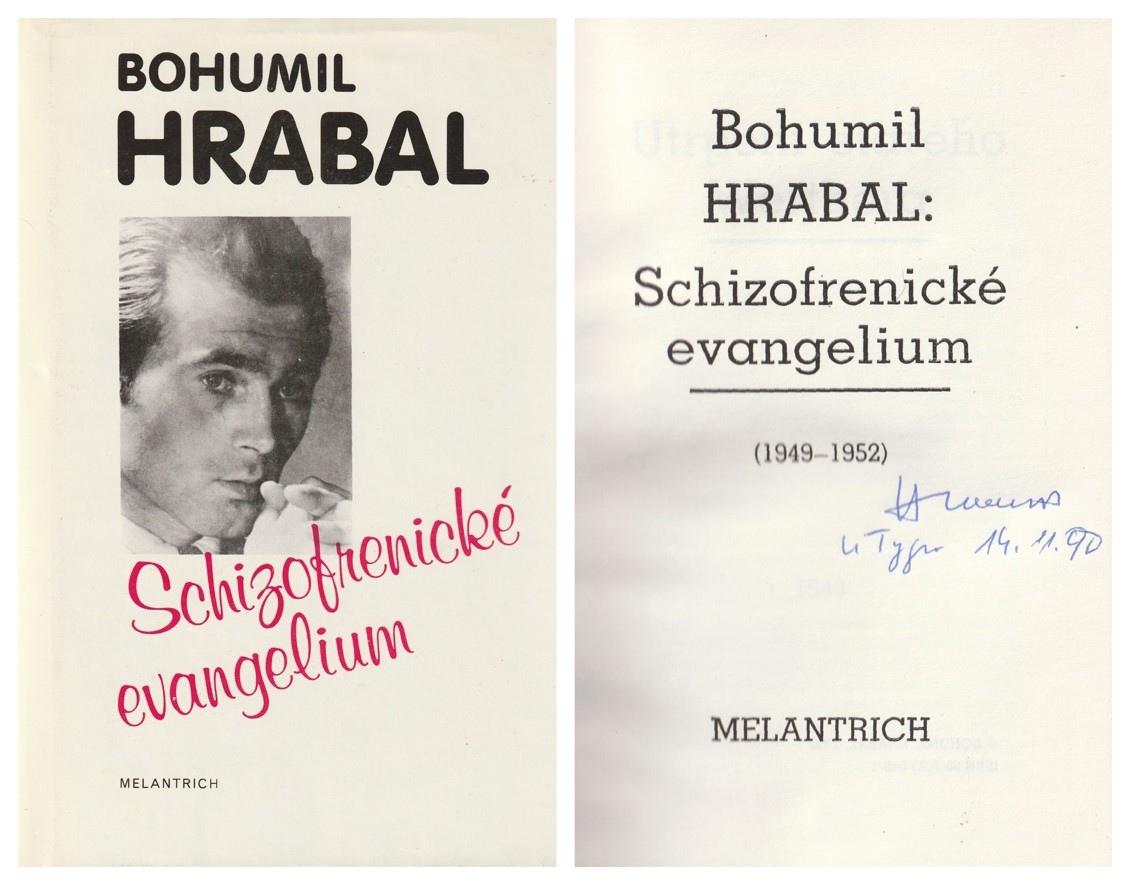 BOHUMIL
HRABAL
Schizofrenické
evangelium
MELANTRICH
Bohumil
HRABAL:
Schizofrenické
evangelium
(1949–1952)
u Tygra 14. 11. 90
MELANTRICH